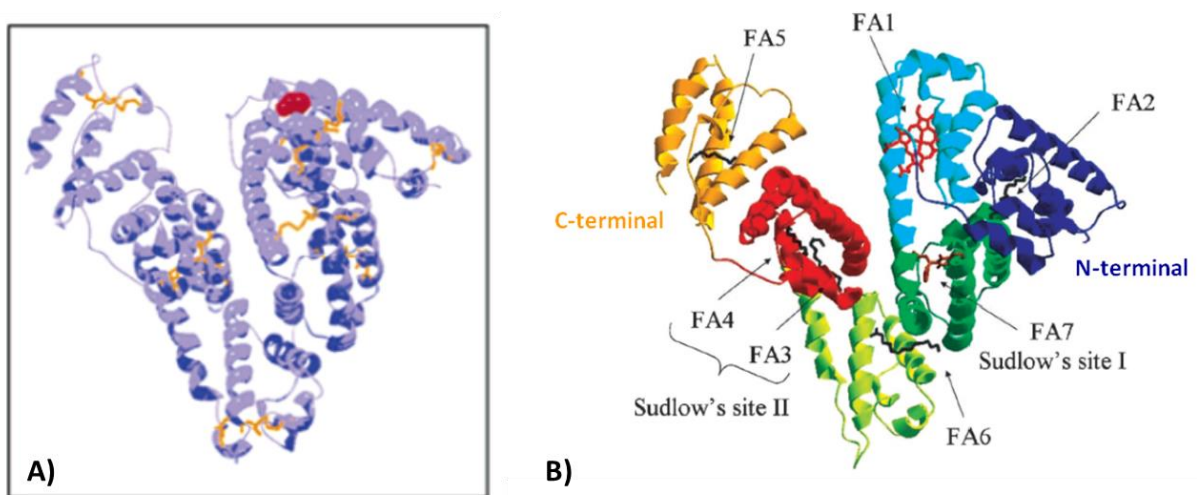 A)
FA5
FA1
FA2
C-terminal
N-terminal
FA4
FA3
FA7
Sudlow's site I
Sudlow's site II
FA6
B)